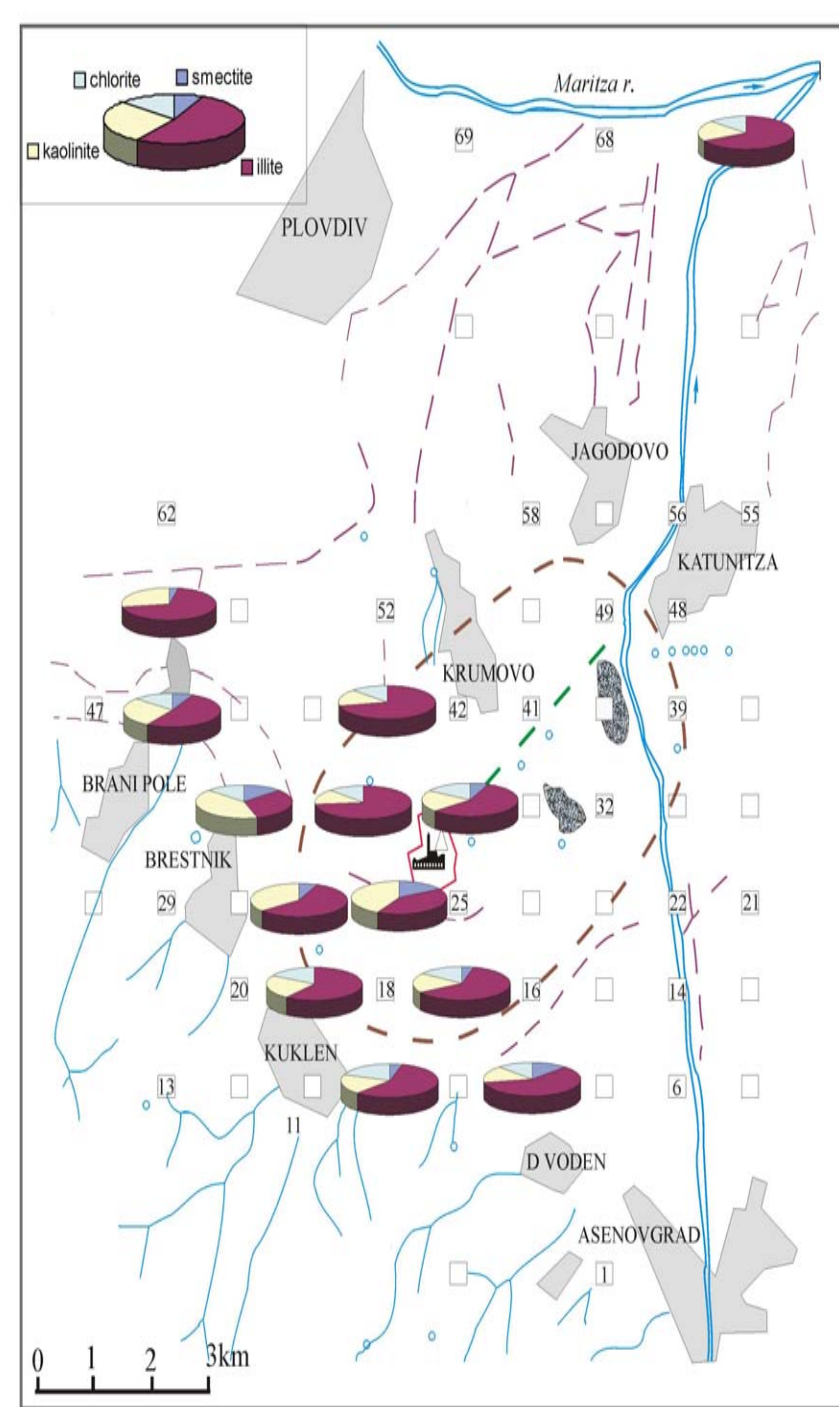 chlorite smectite
kaolinite
illite
Maritza r.
69 68
PLOVDIV
JAGODOVO
62 58 56 55
KATUNITZA
52 49 48
KRUMOVO
47 42 41 39
BRANI POLE
32
BRESTNIK
29 25 22 21
20 18 16 14
KUKLEN
13 6
11
D VODEN
ASENOVGRAD
1
0 1 2 3km